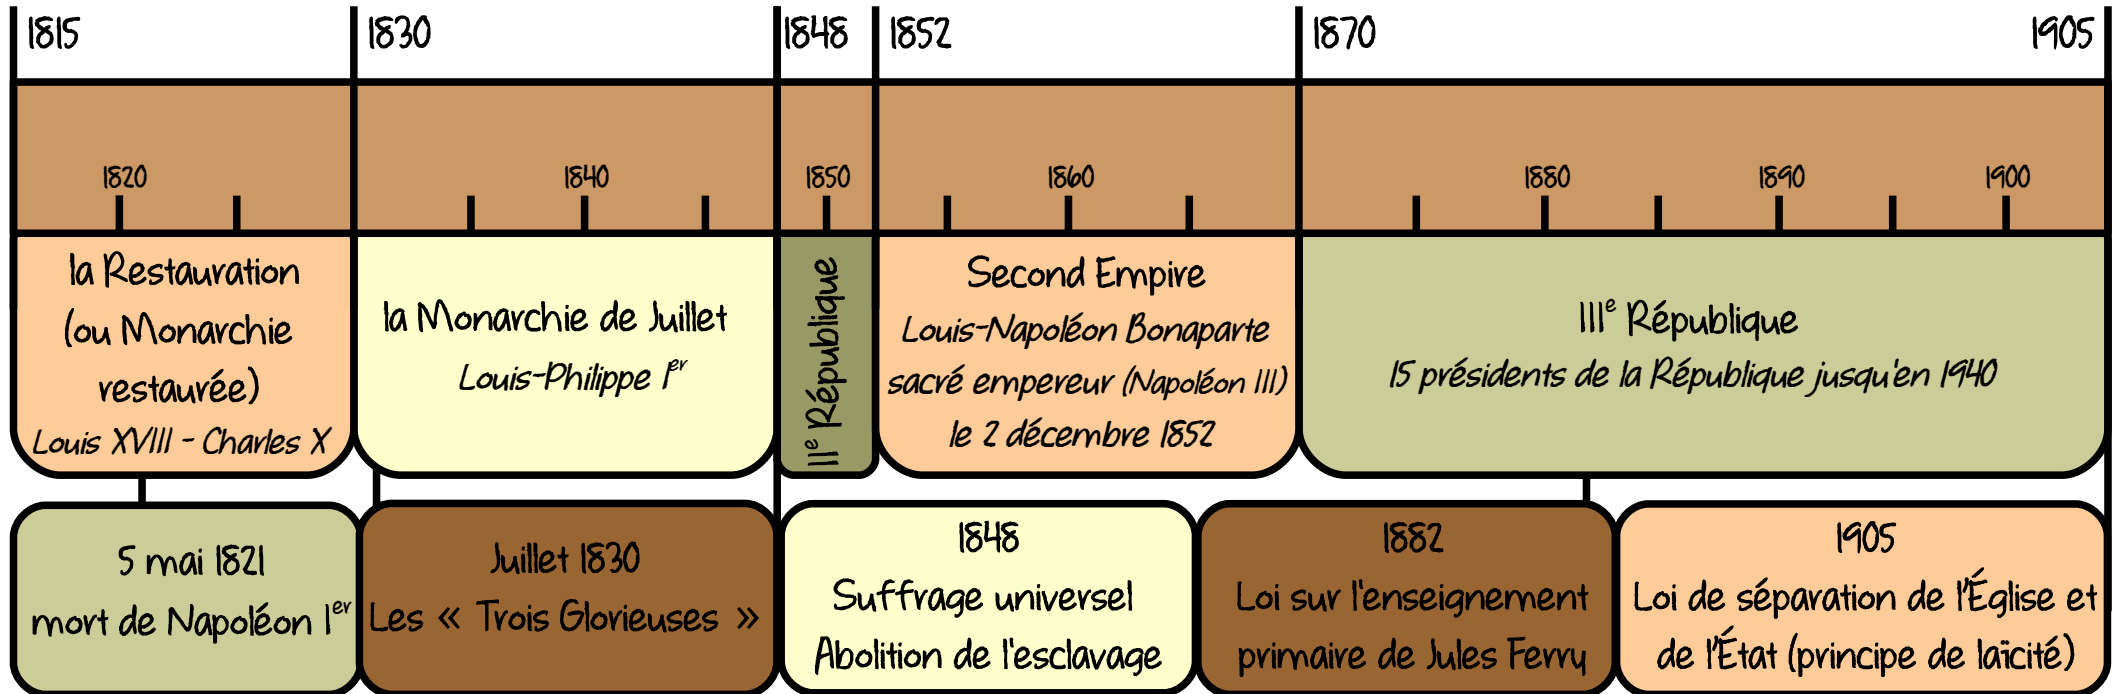 1815
1830
1848
1852
1870
1905
1820
1840
1850
1860
1880
1890
1900
la Restauration
(ou Monarchie
restaurée)
Louis XVIII - Charles X
la Monarchie de Juillet
Louis-Philippe Ier
IIe République
Second Empire
Louis-Napoléon Bonaparte
sacré empereur (Napoléon III)
le 2 décembre 1852
IIIe République
15 présidents de la République jusqu'en 1940
5 mai 1821
mort de Napoléon Ier
Juillet 1830
Les « Trois Glorieuses »
1848
Suffrage universel
Abolition de l'esclavage
1882
Loi sur l'enseignement
primaire de Jules Ferry
1905
Loi de séparation de l'Église et
de l'État (principe de laïcité)